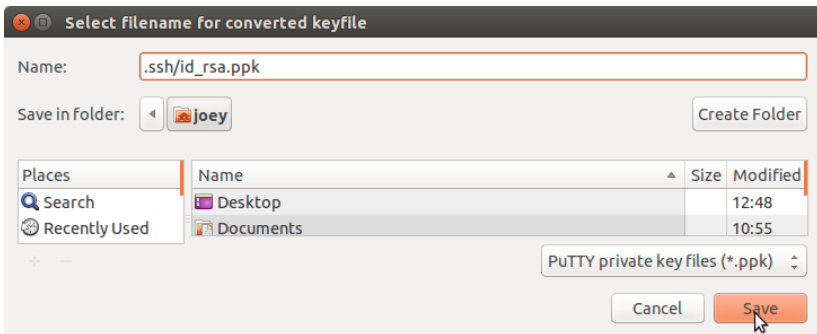 Select filename for converted keyfile
Name: .ssh/id_rsa.ppk
Save in folder: joey Create Folder
Places Name Size Modified
Search Desktop 12:48
Recently Used Documents 10:55
PuTTY private key files (*.ppk)
Cancel Save